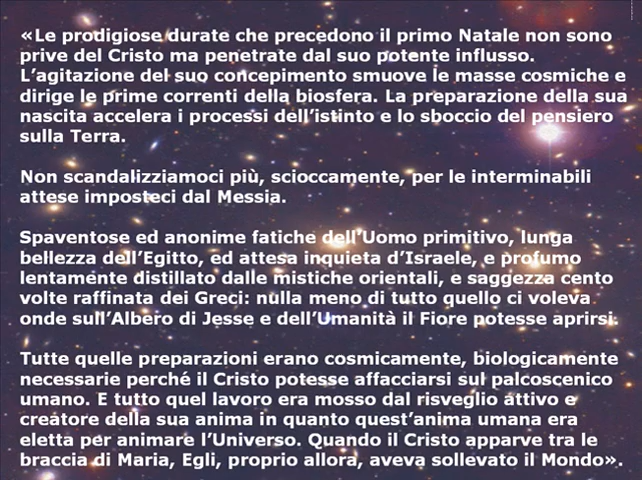 «Le prodigiose durate che precedono il primo Natale non sono
prive del Cristo ma penetrate dal suo potente influsso.
L'agitazione del suo concepimento smuove le masse cosmiche e
dirige le prime correnti della biosfera. La preparazione della sua
nascita accelera i processi dell'istinto e lo sboccio del pensiero
sulla Terra.
Non scandalizziamoci più, scioccamente, per le interminabili
attese imposteci dal Messia.
Spaventose ed anonime fatiche dell'Uomo primitivo, lunga
bellezza dell'Egitto, ed attesa inquieta d'Israele, e profumo
lentamente distillato dalle mistiche orientali, e saggezza cento
volte raffinata dei Greci: nulla meno di tutto quello ci voleva
onde sull'Albero di Jesse e dell'Umanità il Fiore potesse aprirsi.
Tutte quelle preparazioni erano cosmicamente, biologicamente
necessarie perché il Cristo potesse affacciarsi sul palcoscenico
umano. E tutto quel lavoro era mosso dal risveglio attivo e
creatore della sua anima in quanto quest'anima umana era
eletta per animare l'Universo. Quando il Cristo apparve tra le
braccia di Maria, Egli, proprio allora, aveva sollevato il Mondo».